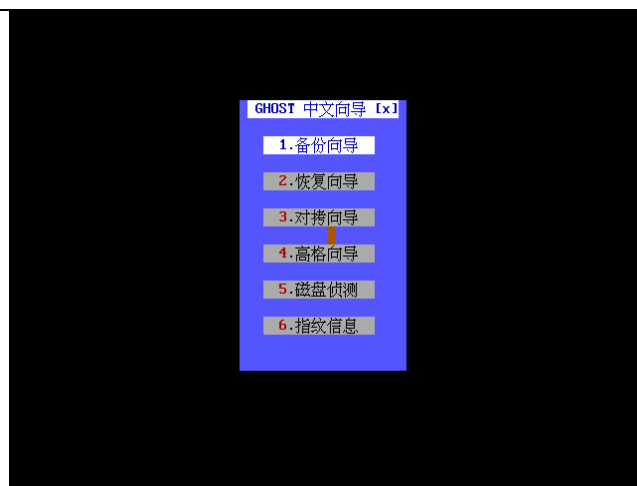 GHOST 中文向导 [x]
1.备份向导
2.恢复向导
3.对拷向导
4.高格向导
5.磁盘侦测
6.指纹信息